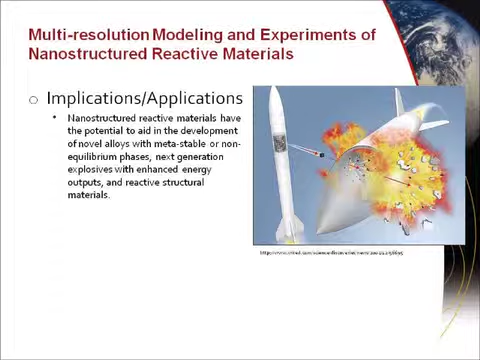 Multi-resolution Modeling and Experiments of
Nanostructured Reactive Materials
Implications/Applications
Nanostructured reactive materials have
the potential to aid in the development
of novel alloys with meta-stable or non-
equilibrium phases, next generation
explosives with enhanced energy
outputs, and reactive structural
materials.